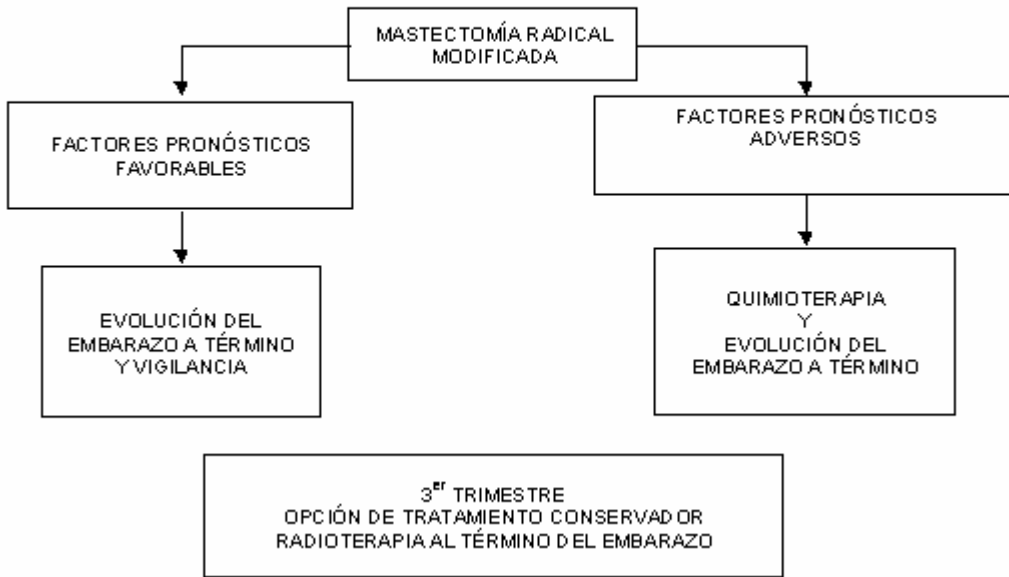 MASTECTOMÍA RADICAL
MODIFICADA
FACTORES PRONÓSTICOS
FAVORABLES
FACTORES PRONÓSTICOS
ADVERSOS
EVOLUCIÓN DEL
EMBARAZO A TÉRMINO
Y VIGILANCIA
QUIMIOTERAPIA
Y
EVOLUCIÓN DEL
EMBARAZO A TÉRMINO
3er TRIMESTRE
OPCIÓN DE TRATAMIENTO CONSERVADOR
RADIOTERAPIA AL TÉRMINO DEL EMBARAZO